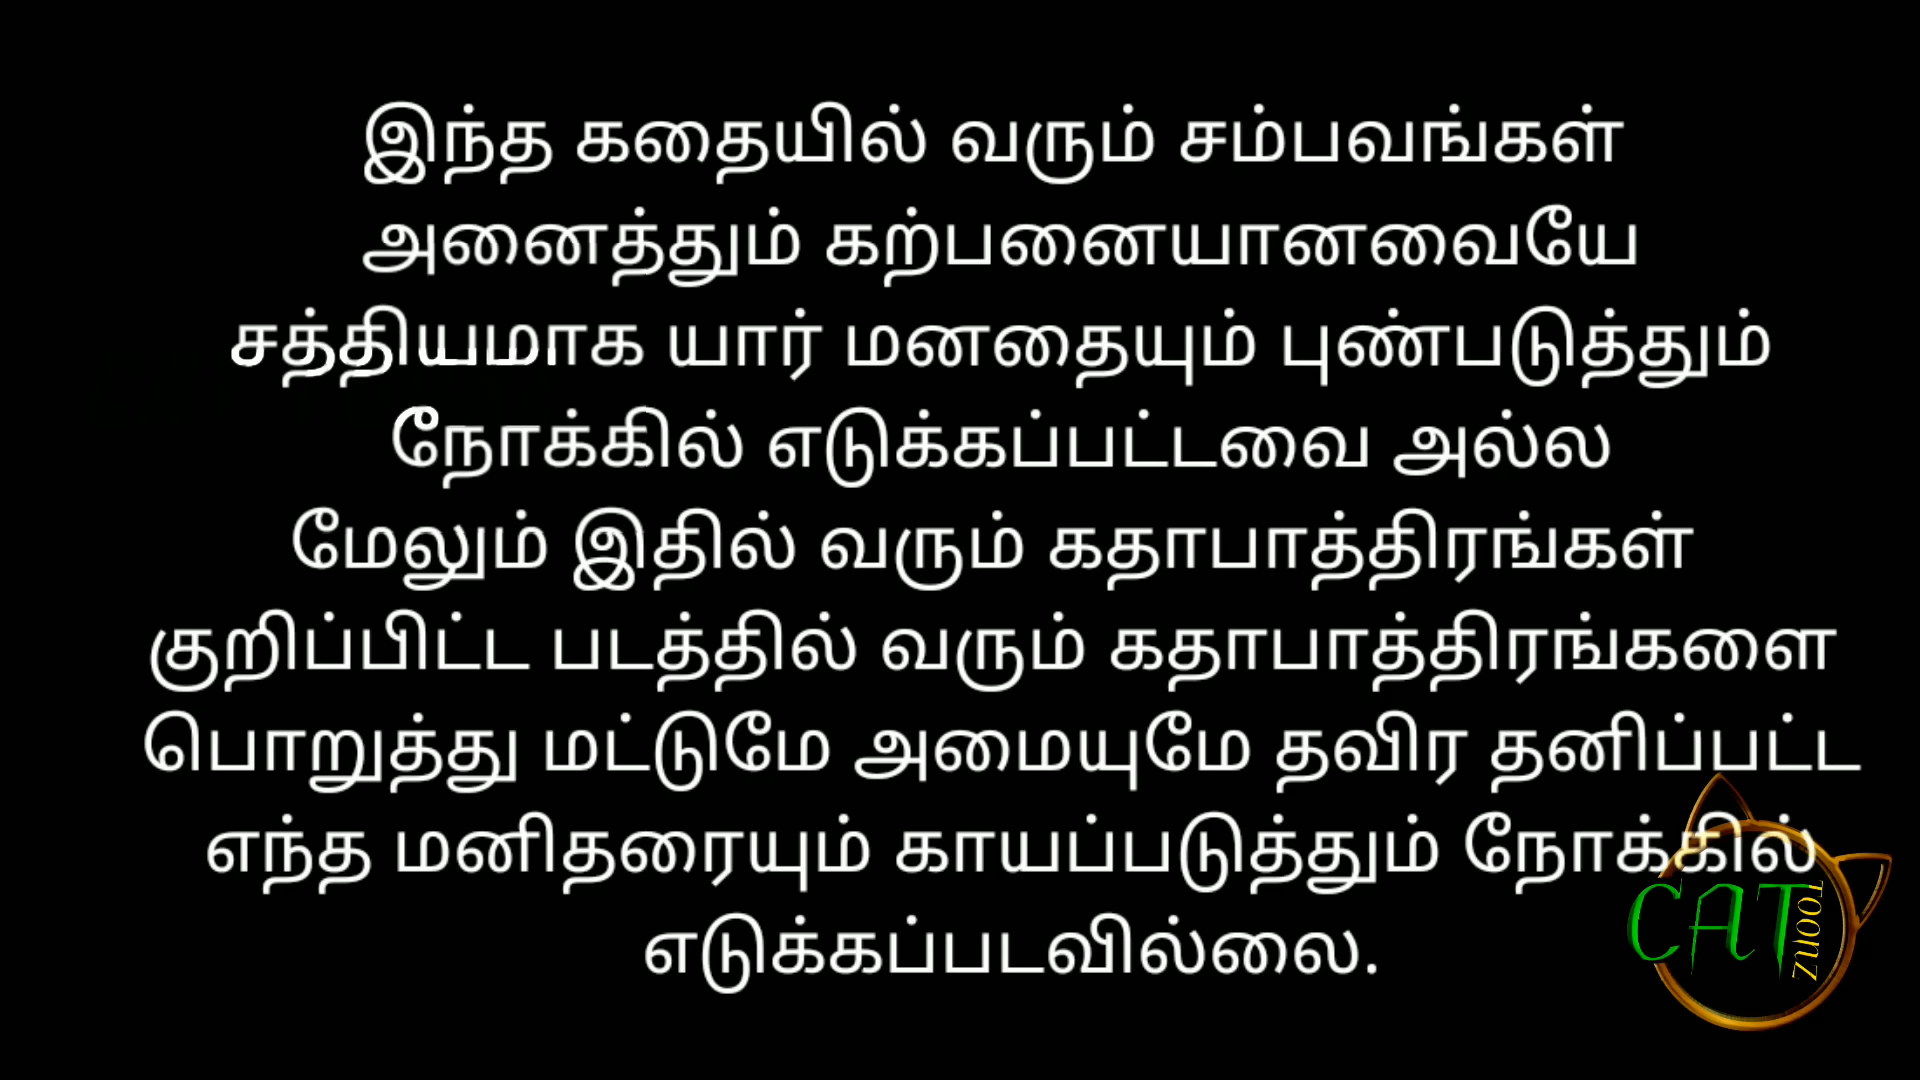 இந்த கதையில் வரும் சம்பவங்கள்
அனைத்தும் கற்பனையானவையே
சத்தியமாக யார் மனதையும் புண்படுத்தும்
நோக்கில் எடுக்கப்பட்டவை அல்ல
மேலும் இதில் வரும் கதாபாத்திரங்கள்
குறிப்பிட்ட படத்தில் வரும் கதாபாத்திரங்களை
பொறுத்து மட்டுமே அமையுமே தவிர தனிப்பட்ட
எந்த மனிதரையும் காயப்படுத்தும் நோக்கில்
எடுக்கப்படவில்லை.
CAT TOONZ